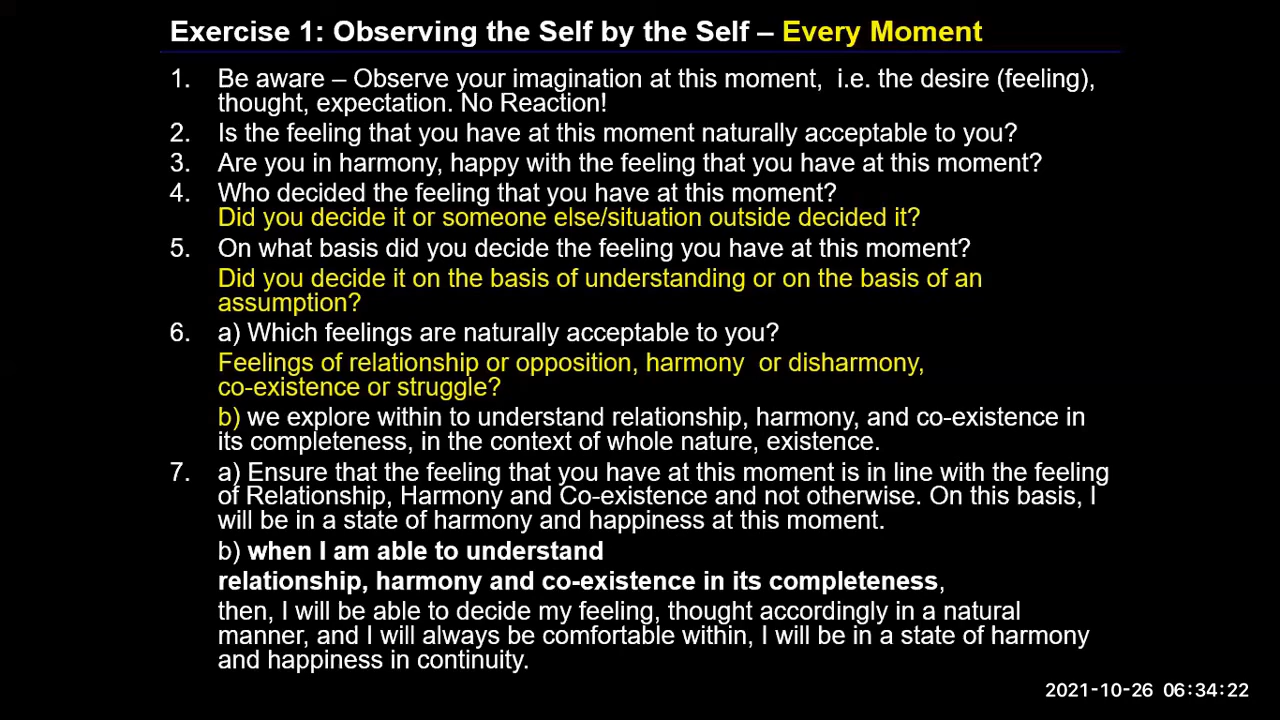 Exercise 1: Observing the Self by the Self – Every Moment
1. Be aware – Observe your imagination at this moment, i.e. the desire (feeling),
thought, expectation. No Reaction!
2. Is the feeling that you have at this moment naturally acceptable to you?
3. Are you in harmony, happy with the feeling that you have at this moment?
4. Who decided the feeling that you have at this moment?
Did you decide it or someone else/situation outside decided it?
5. On what basis did you decide the feeling you have at this moment?
Did you decide it on the basis of understanding or on the basis of an
assumption?
6. a) Which feelings are naturally acceptable to you?
Feelings of relationship or opposition, harmony or disharmony,
co-existence or struggle?
b) we explore within to understand relationship, harmony, and co-existence in
its completeness, in the context of whole nature, existence.
7. a) Ensure that the feeling that you have at this moment is in line with the feeling
of Relationship, Harmony and Co-existence and not otherwise. On this basis, I
will be in a state of harmony and happiness at this moment.
b) when I am able to understand
relationship, harmony and co-existence in its completeness,
then, I will be able to decide my feeling, thought accordingly in a natural
manner, and I will always be comfortable within, I will be in a state of harmony
and happiness in continuity.
2021-10-26 06:34:22